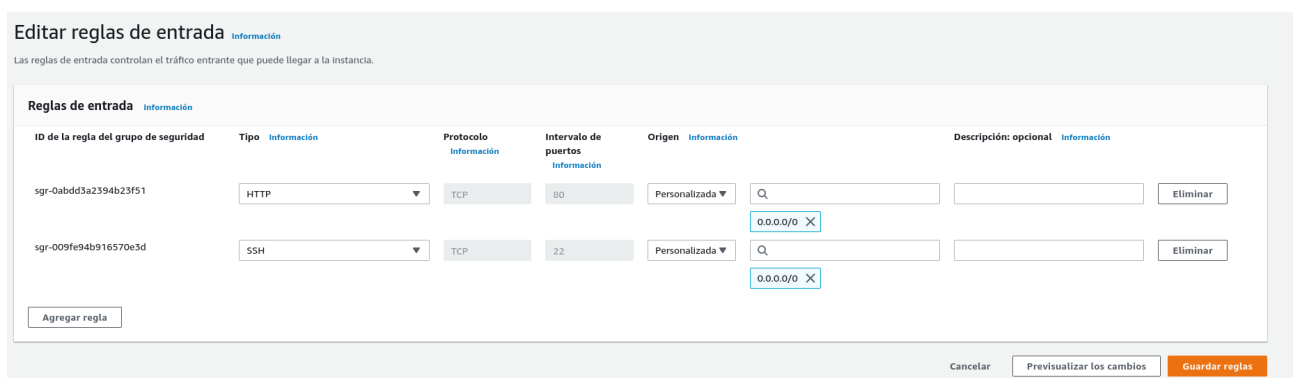 Editar reglas de entrada Información
Las reglas de entrada controlan el tráfico entrante que puede llegar a la instancia.
Reglas de entrada Información
ID de la regla del grupo de seguridad Tipo Información Protocolo Información Intervalo de puertos Información Origen Información Descripción: opcional Información
sgr-0abdd3a2394b23f51 HTTP TCP 80 Personalizada Eliminar
0.0.0.0/0
sgr-009fe94b916570e3d SSH TCP 22 Personalizada Eliminar
0.0.0.0/0
Agregar regla
Cancelar Previsualizar los cambios Guardar reglas